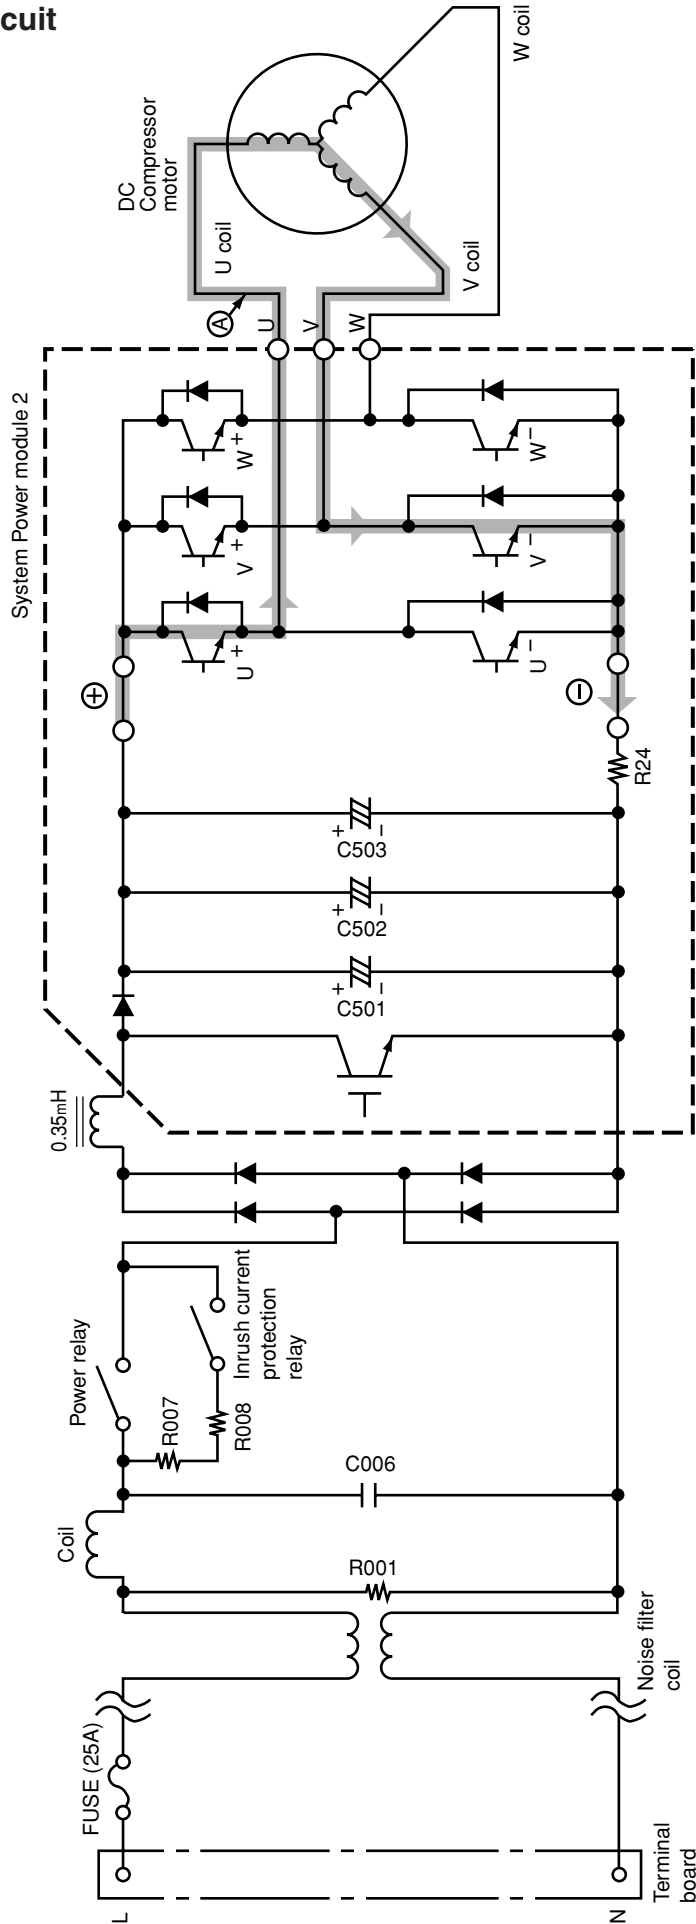 cuit
W coil
DC
Compressor
motor
U coil
V coil
A
U
V
W
System Power module 2
W +
V +
U +
W −
V −
U −
+
−
R24
+ −
C503
+ −
C502
+ −
C501
0.35mH
Power relay
Inrush current
protection
relay
R007
R008
C006
Coil
R001
Noise filter
coil
FUSE (25A)
Terminal
board
L
N